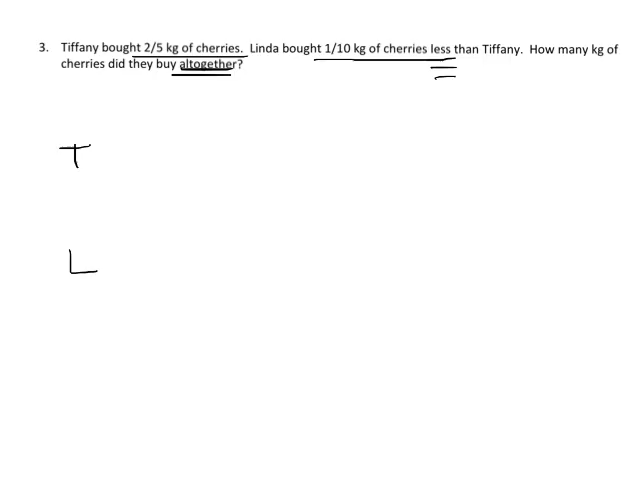 3. Tiffany bought 2/5 kg of cherries. Linda bought 1/10 kg of cherries less than Tiffany. How many kg of
cherries did they buy altogether?
T
L